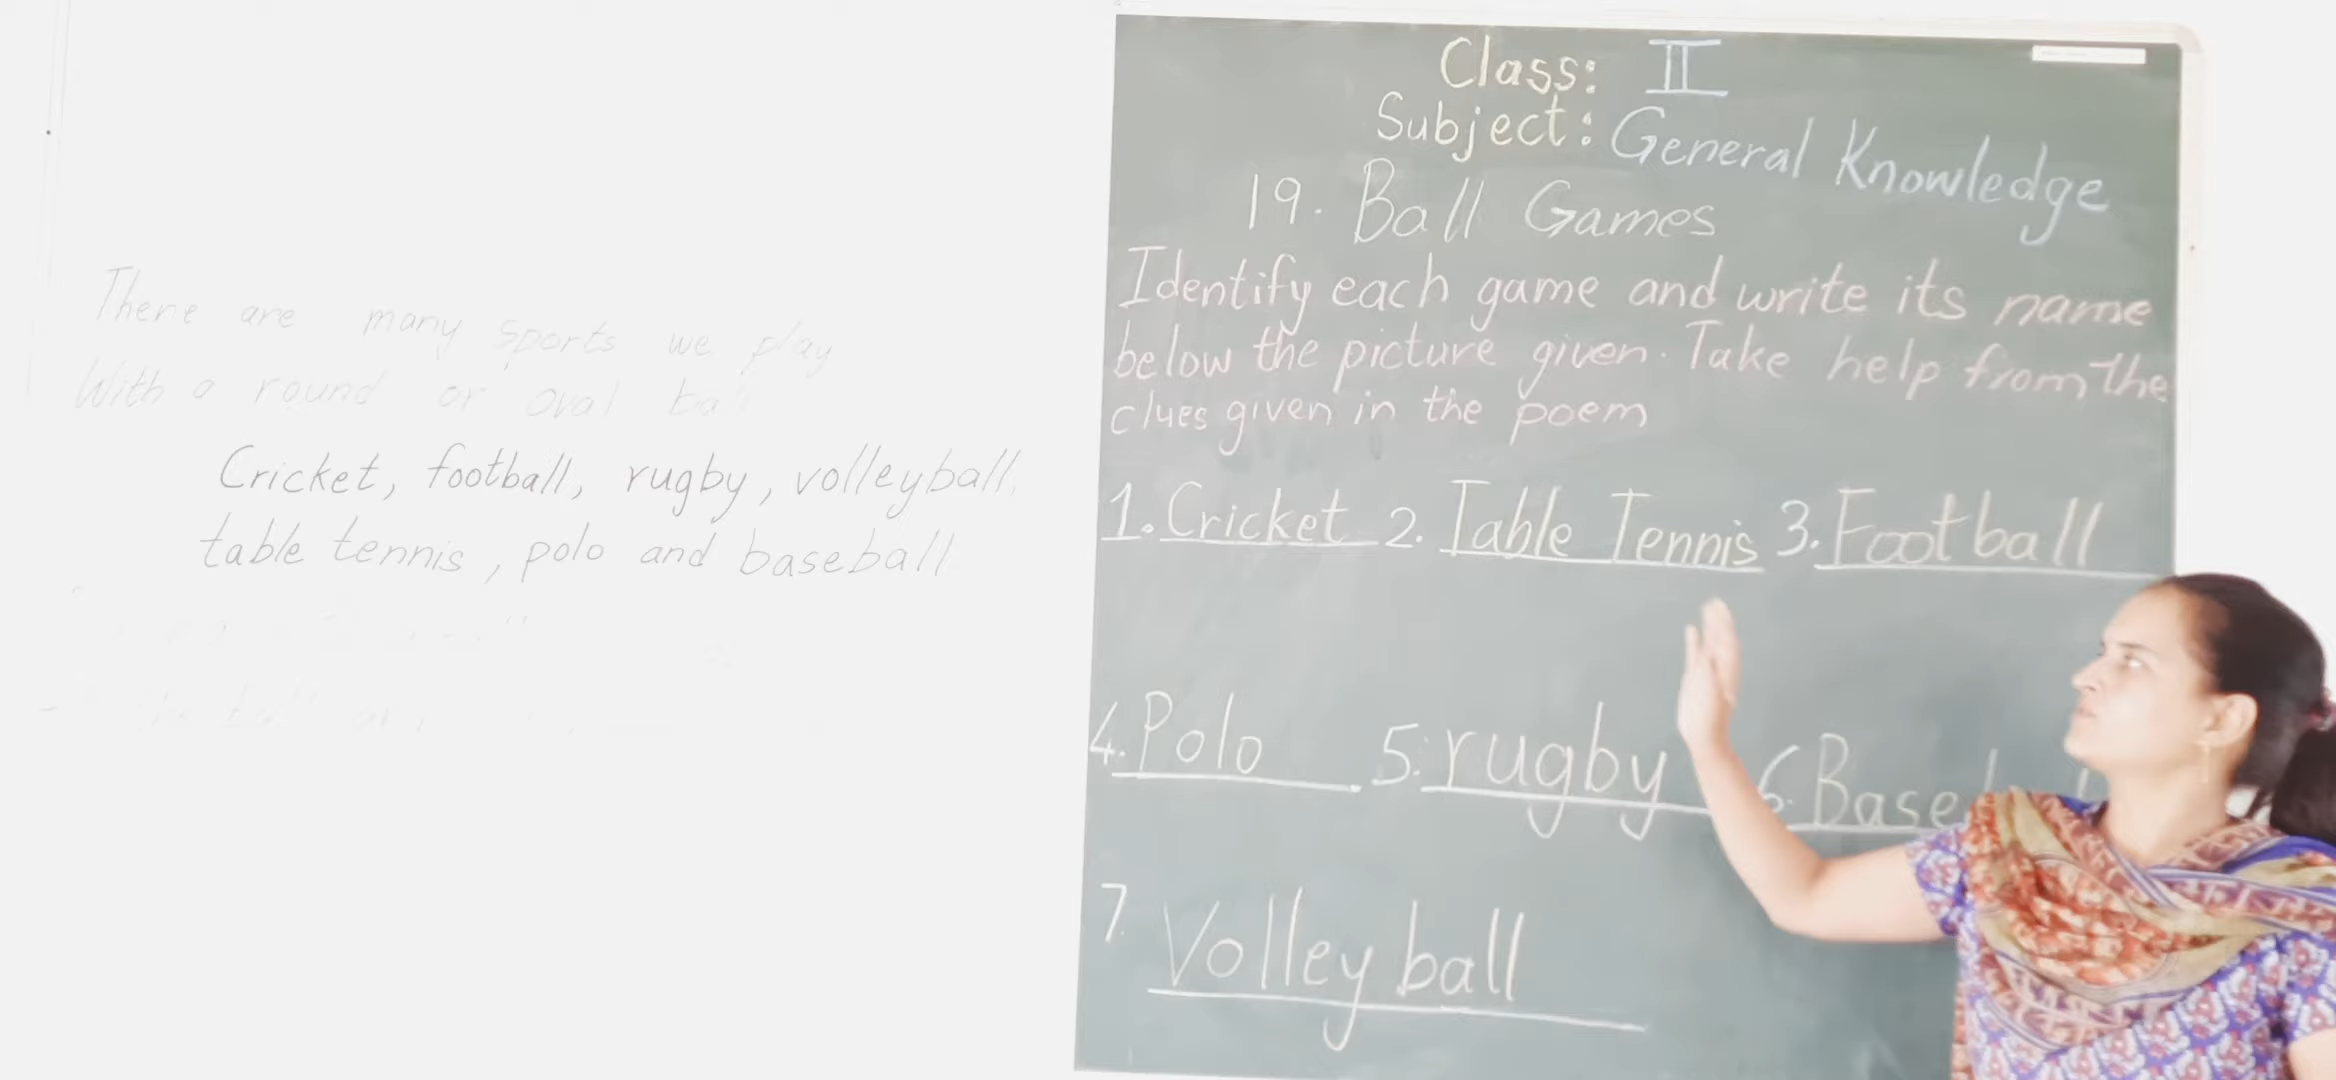 There are many sports we play
With a round or oval ball
Cricket, football, rugby, volleyball,
table tennis, polo and baseball
Class: II
Subject: General Knowledge
19. Ball Games
Identify each game and write its name
below the picture given. Take help from the
clues given in the poem
1. Cricket 2. Table Tennis 3. Football
4. Polo 5. rugby 6.
7. Volley ball